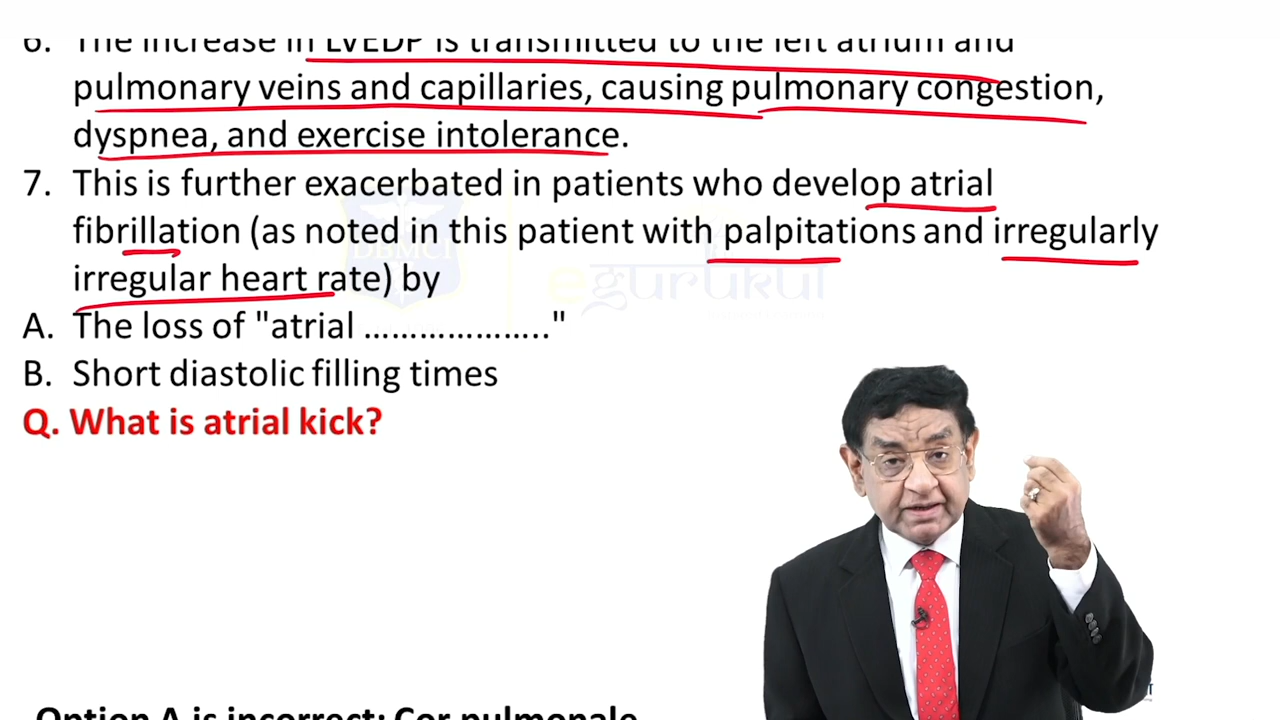 6. The increase in LVEDP is transmitted to the left atrium and
pulmonary veins and capillaries, causing pulmonary congestion,
dyspnea, and exercise intolerance.
7. This is further exacerbated in patients who develop atrial
fibrillation (as noted in this patient with palpitations and irregularly
irregular heart rate) by
A. The loss of "atrial ……………….."
B. Short diastolic filling times
Q. What is atrial kick?
Option A is incorrect: Cor pulmonale
DBMCI
egurukul